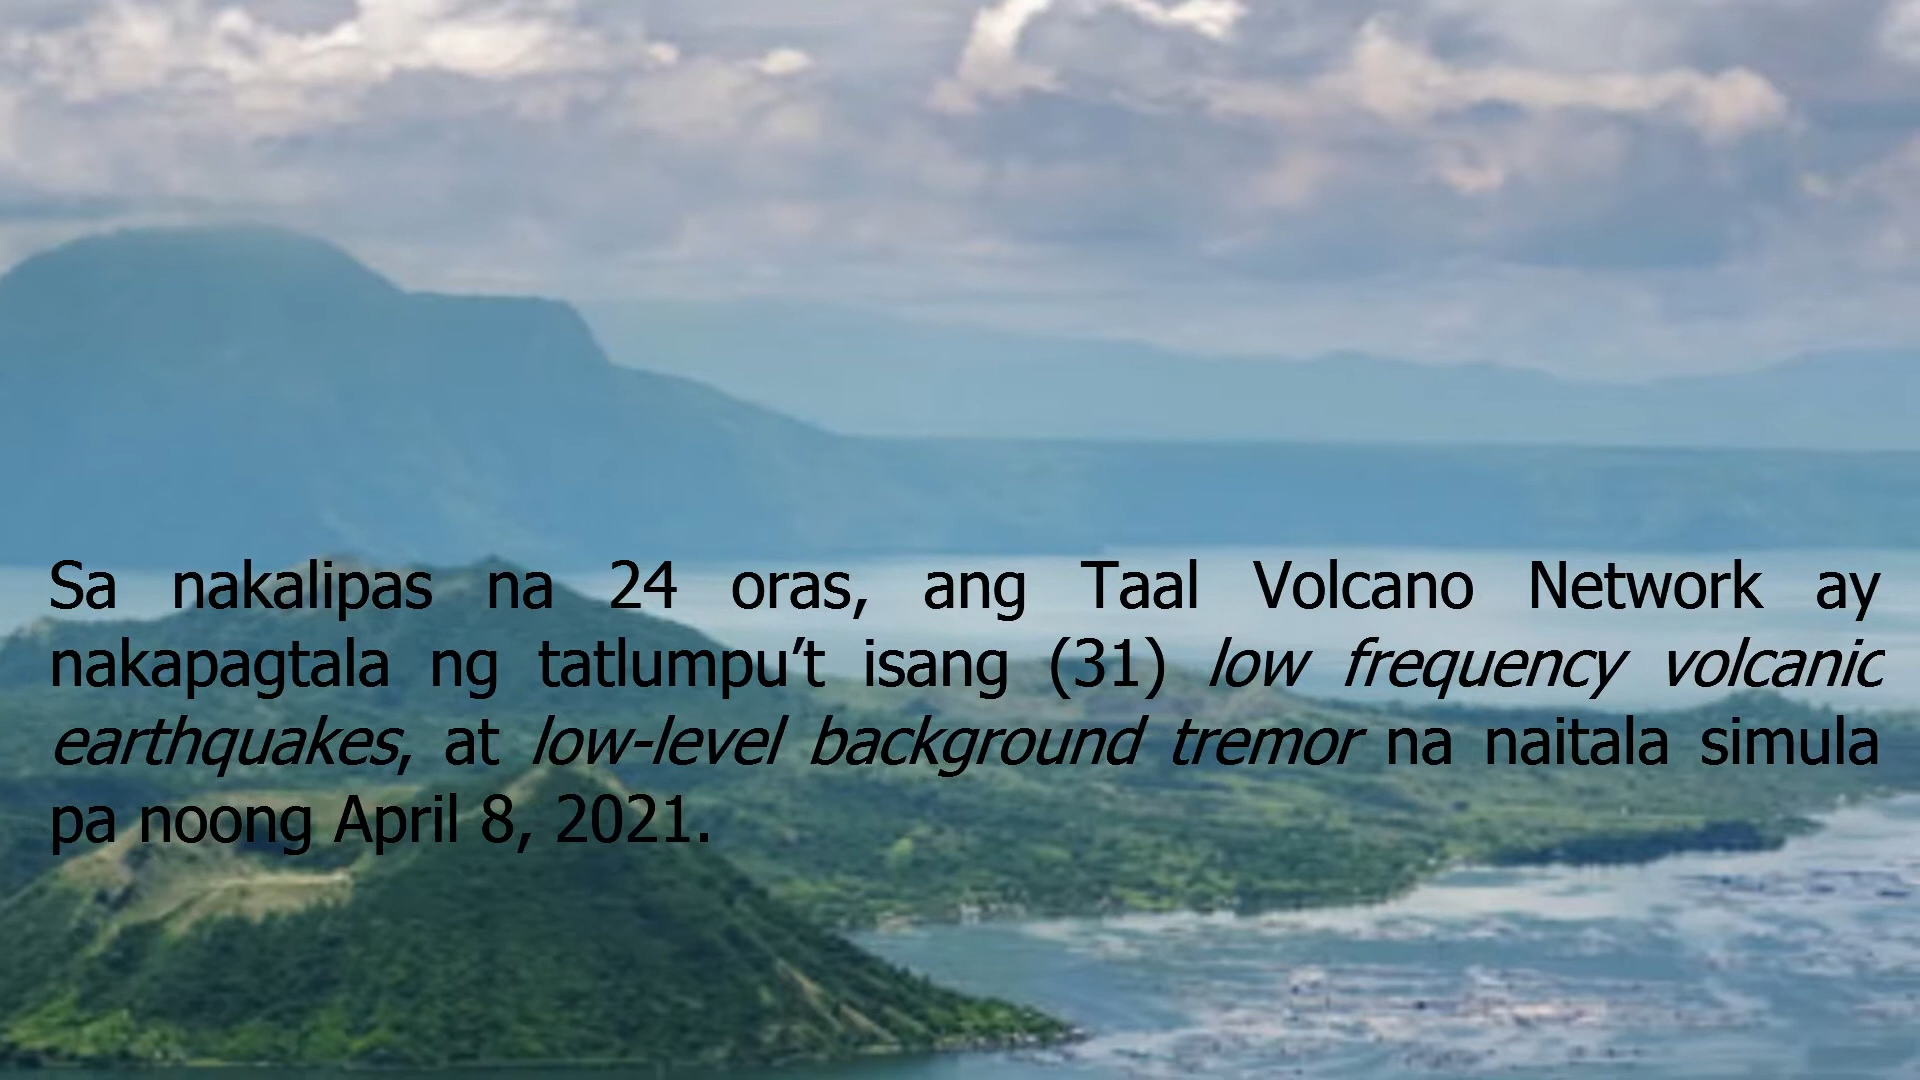 Sa nakalipas na 24 oras, ang Taal Volcano Network ay
nakapagtala ng tatlumpu’t isang (31) low frequency volcanic
earthquakes, at low-level background tremor na naitala simula
pa noong April 8, 2021.